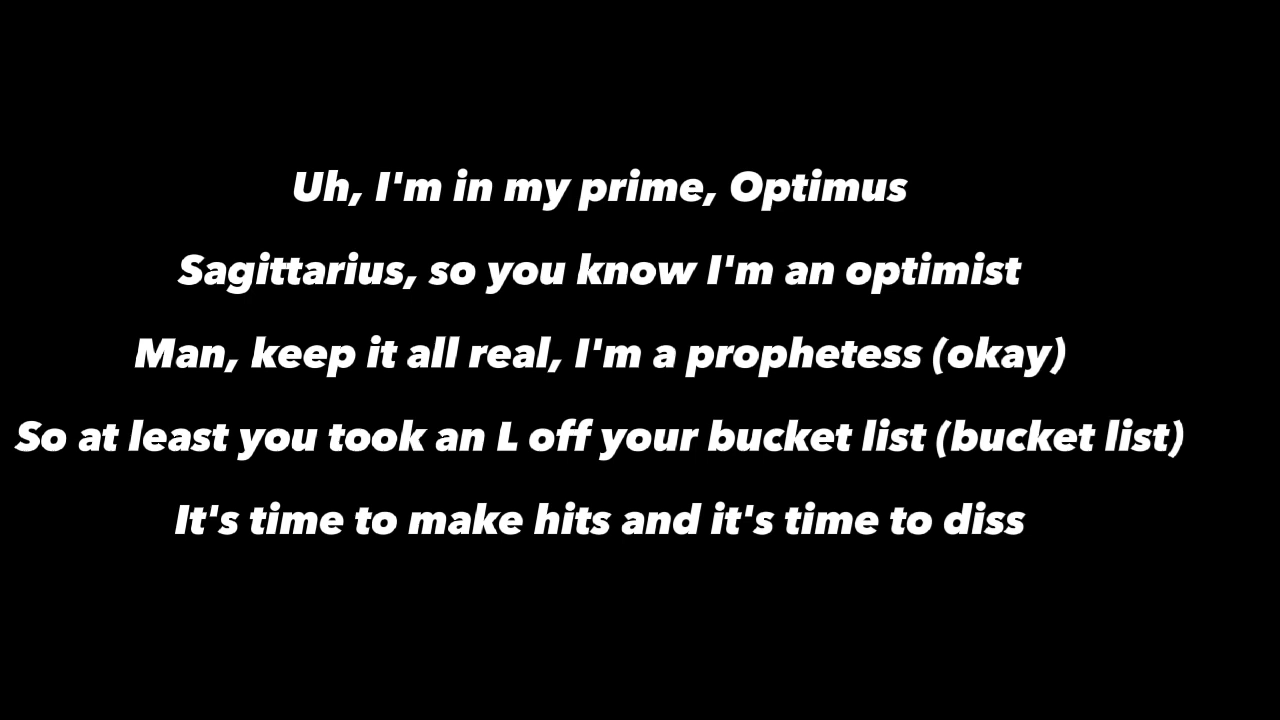 Uh, I'm in my prime, Optimus
Sagittarius, so you know I'm an optimist
Man, keep it all real, I'm a prophetess (okay)
So at least you took an L off your bucket list (bucket list)
It's time to make hits and it's time to diss